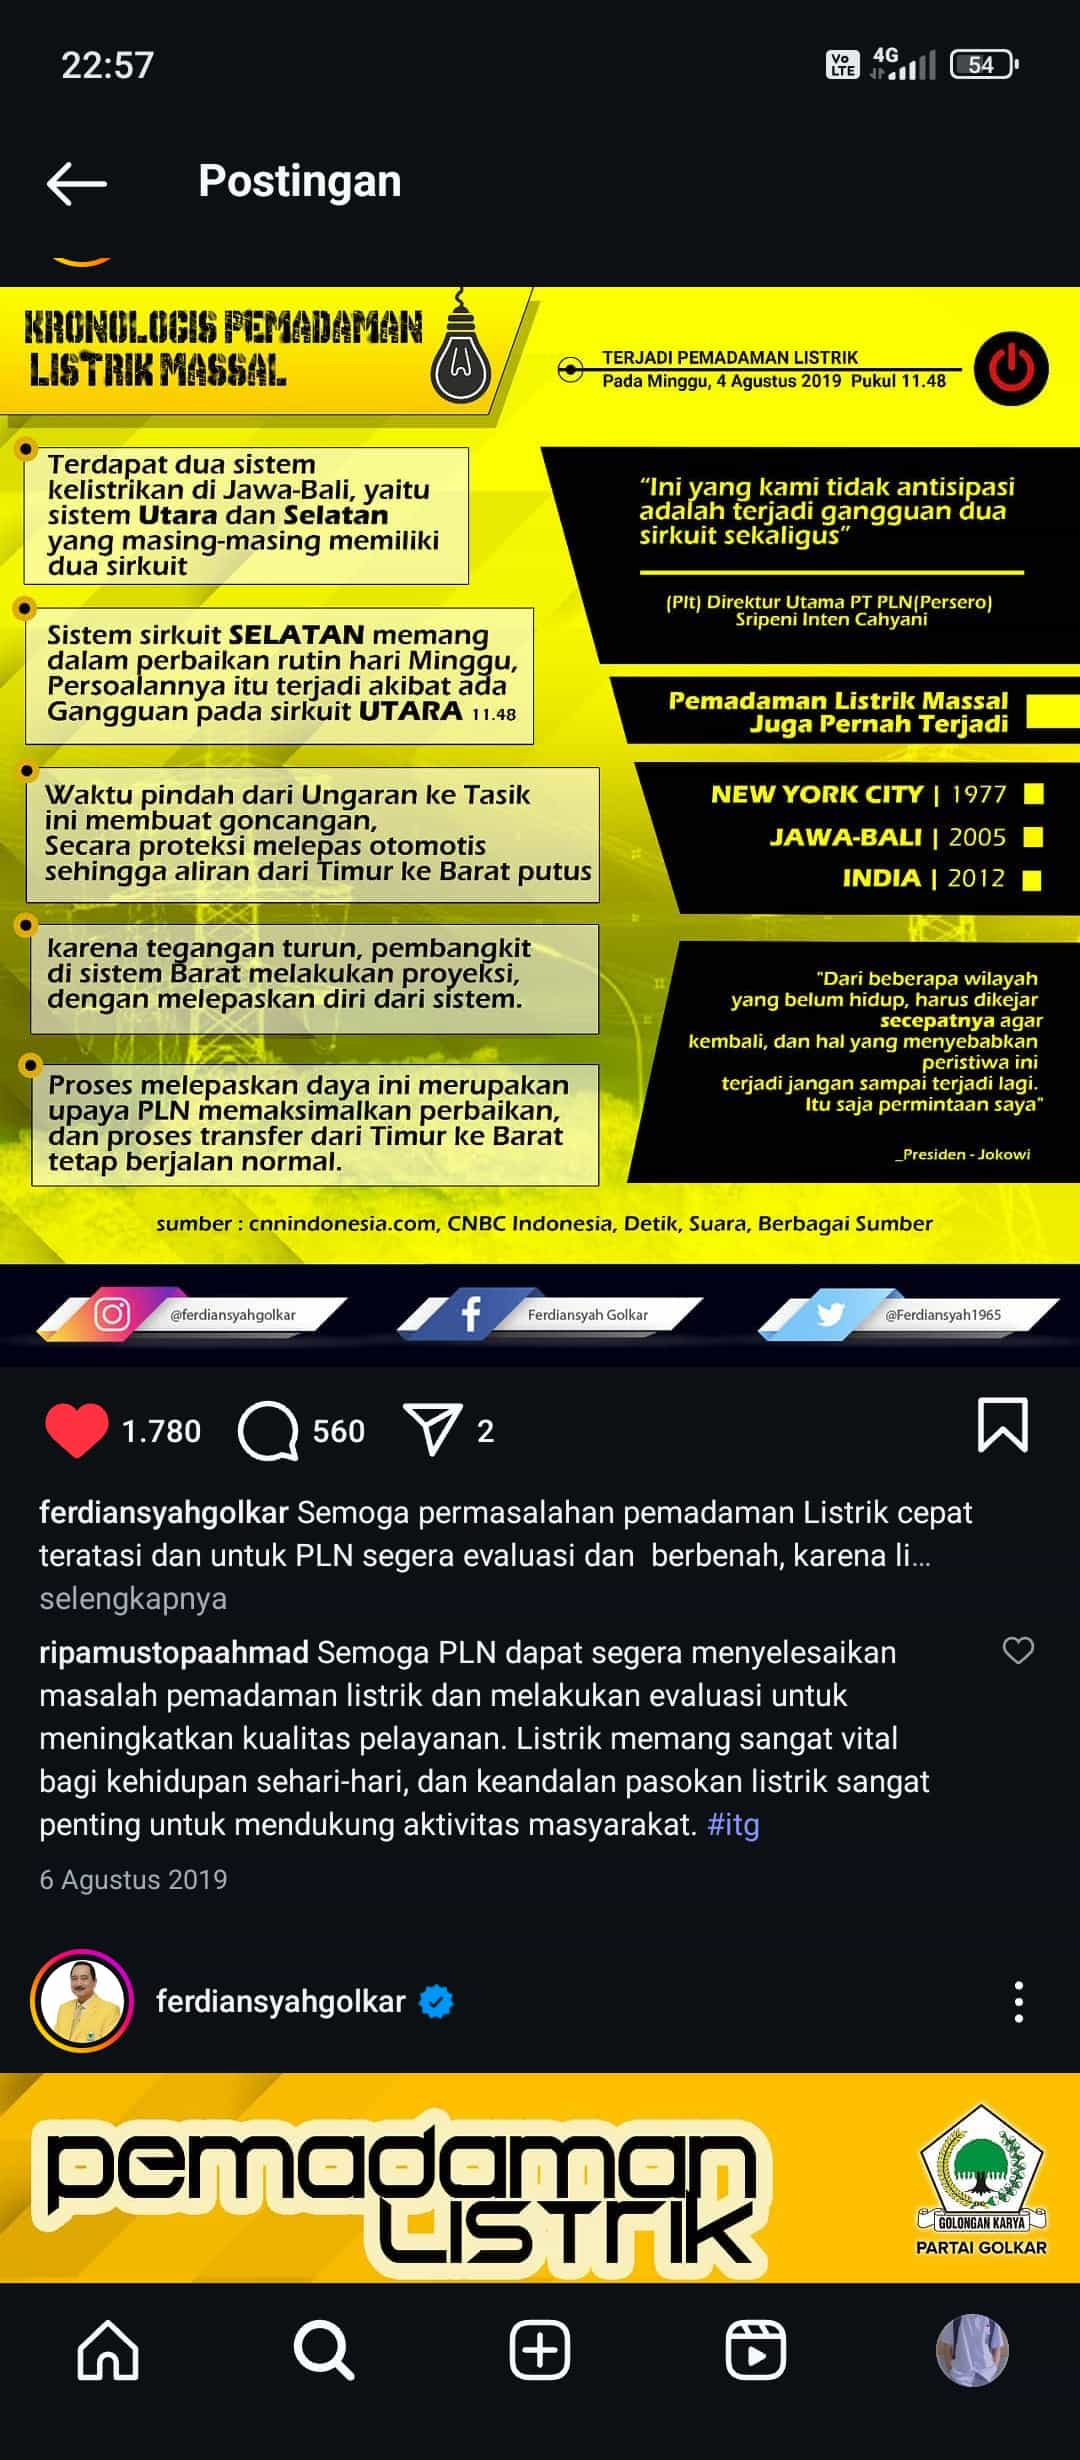 22:57
Vo LTE 4G 54
Postingan
KRONOLOGIS PEMADAMAN
LISTRIK MASSAL
TERJADI PEMADAMAN LISTRIK
Pada Minggu, 4 Agustus 2019 Pukul 11.48
Terdapat dua sistem
kelistrikan di Jawa-Bali, yaitu
sistem Utara dan Selatan
yang masing-masing memiliki
dua sirkuit
Sistem sirkuit SELATAN memang
dalam perbaikan rutin hari Minggu,
Persoalannya itu terjadi akibat ada
Gangguan pada sirkuit UTARA 11.48
Waktu pindah dari Ungaran ke Tasik
ini membuat goncangan,
Secara proteksi melepas otomotis
sehingga aliran dari Timur ke Barat putus
karena tegangan turun, pembangkit
di sistem Barat melakukan proyeksi,
dengan melepaskan diri dari sistem.
Proses melepaskan daya ini merupakan
upaya PLN memaksimalkan perbaikan,
dan proses transfer dari Timur ke Barat
tetap berjalan normal.
“Ini yang kami tidak antisipasi
adalah terjadi gangguan dua
sirkuit sekaligus”
(Plt) Direktur Utama PT PLN(Persero)
Sripeni Inten Cahyani
Pemadaman Listrik Massal
Juga Pernah Terjadi
NEW YORK CITY | 1977
JAWA-BALI | 2005
INDIA | 2012
"Dari beberapa wilayah
yang belum hidup, harus dikejar
secepatnya agar
kembali, dan hal yang menyebabkan
peristiwa ini
terjadi jangan sampai terjadi lagi.
Itu saja permintaan saya"
_Presiden - Jokowi
sumber : cnnindonesia.com, CNBC Indonesia, Detik, Suara, Berbagai Sumber
@ferdiansyahgolkar
Ferdiansyah Golkar
@Ferdiansyah1965
1.780 560 2
ferdiansyahgolkar Semoga permasalahan pemadaman Listrik cepat
teratasi dan untuk PLN segera evaluasi dan berbenah, karena li...
selengkapnya
ripamustopaahmad Semoga PLN dapat segera menyelesaikan
masalah pemadaman listrik dan melakukan evaluasi untuk
meningkatkan kualitas pelayanan. Listrik memang sangat vital
bagi kehidupan sehari-hari, dan keandalan pasokan listrik sangat
penting untuk mendukung aktivitas masyarakat. #itg
6 Agustus 2019
ferdiansyahgolkar
pemadaman
Listrik
GOLONGAN KARYA
PARTAI GOLKAR